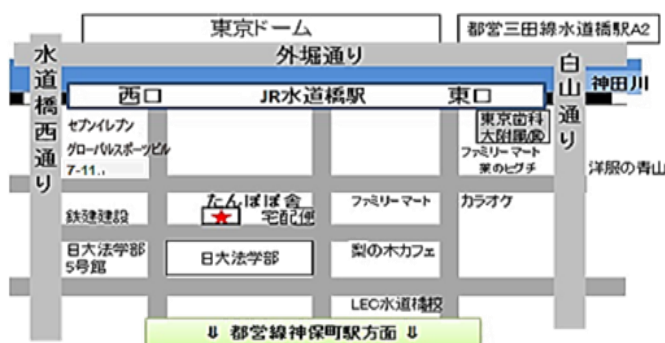 東京ドーム
都営三田線水道橋駅A2
外堀通り
水道橋西通り
白山通り
神田川
西口 JR水道橋駅 東口
セブンイレブン
グローバルスポーツビル
7-11
東京歯科
ファミリーマート
薬のヒグチ
洋服の青山
たんぽぽ舎
★ 宅配便
鉄建建設
ファミリーマート
カラオケ
日大法学部
5号館
日大法学部
梨の木カフェ
LEC水道橋校
⇓ 都営線神保町駅方面 ⇓